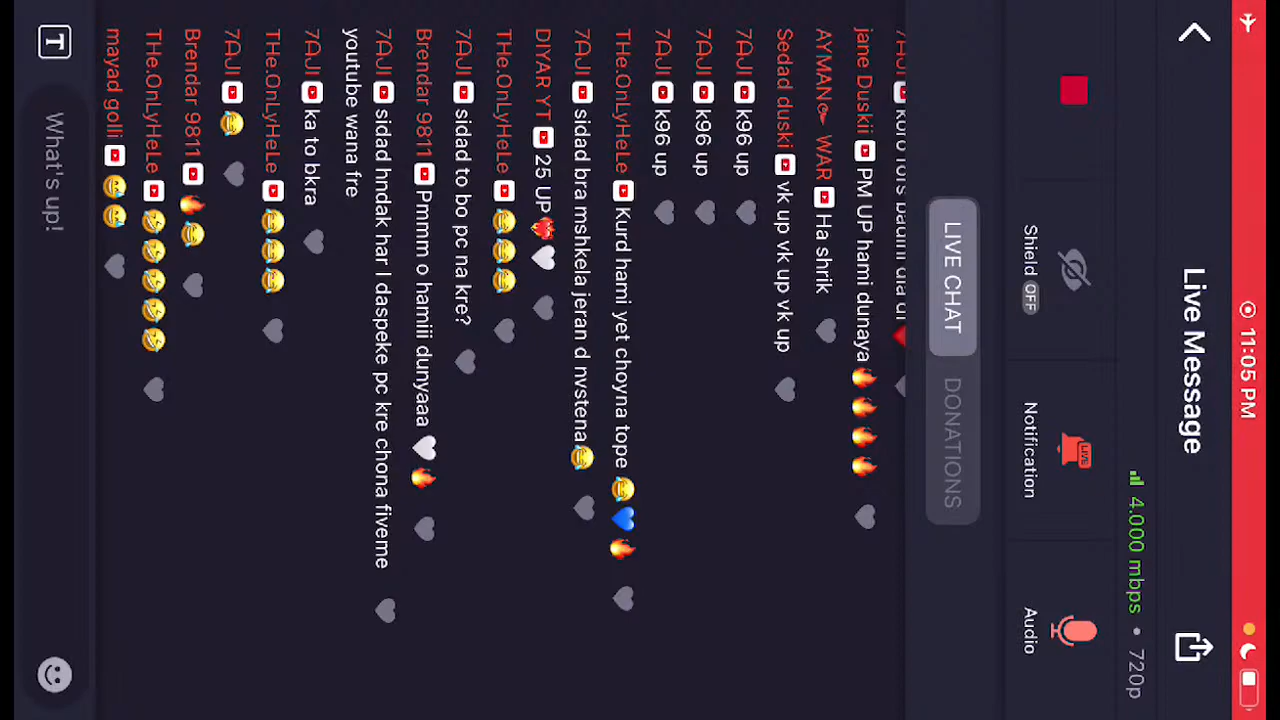 11:05 PM
Live Message
4.000 mbps • 720p
Shield OFF
Notification
LIVE
Audio
LIVE CHAT
DONATIONS
jane Duskii PM UP hami dunaya🔥🔥🔥🔥
AYMAN WAR Ha shrik
Sedad duski vk up vk up vk up
7AJI k96 up
7AJI k96 up
7AJI k96 up
THe.OnLyHeLe Kurd hami yet choyna tope 😂💙🔥
7AJI sidad bra mshkela jeran d nvstena😂
DIYAR YT 25 UP❤️‍🔥🤍
THe.OnLyHeLe 😂😂😂
7AJI sidad to bo pc na kre?
Brendar 9811 Pmmm o hamiii dunyaaa 🤍🔥
7AJI sidad hndak har l daspeke pc kre chona fiveme
youtube wana fre
7AJI ka to bkra
THe.OnLyHeLe 😂😂😂
7AJI 😂
Brendar 9811 🔥😂
THe.OnLyHeLe 🤣🤣🤣🤣🤣
mayad golli 😅😅
T
What's up!